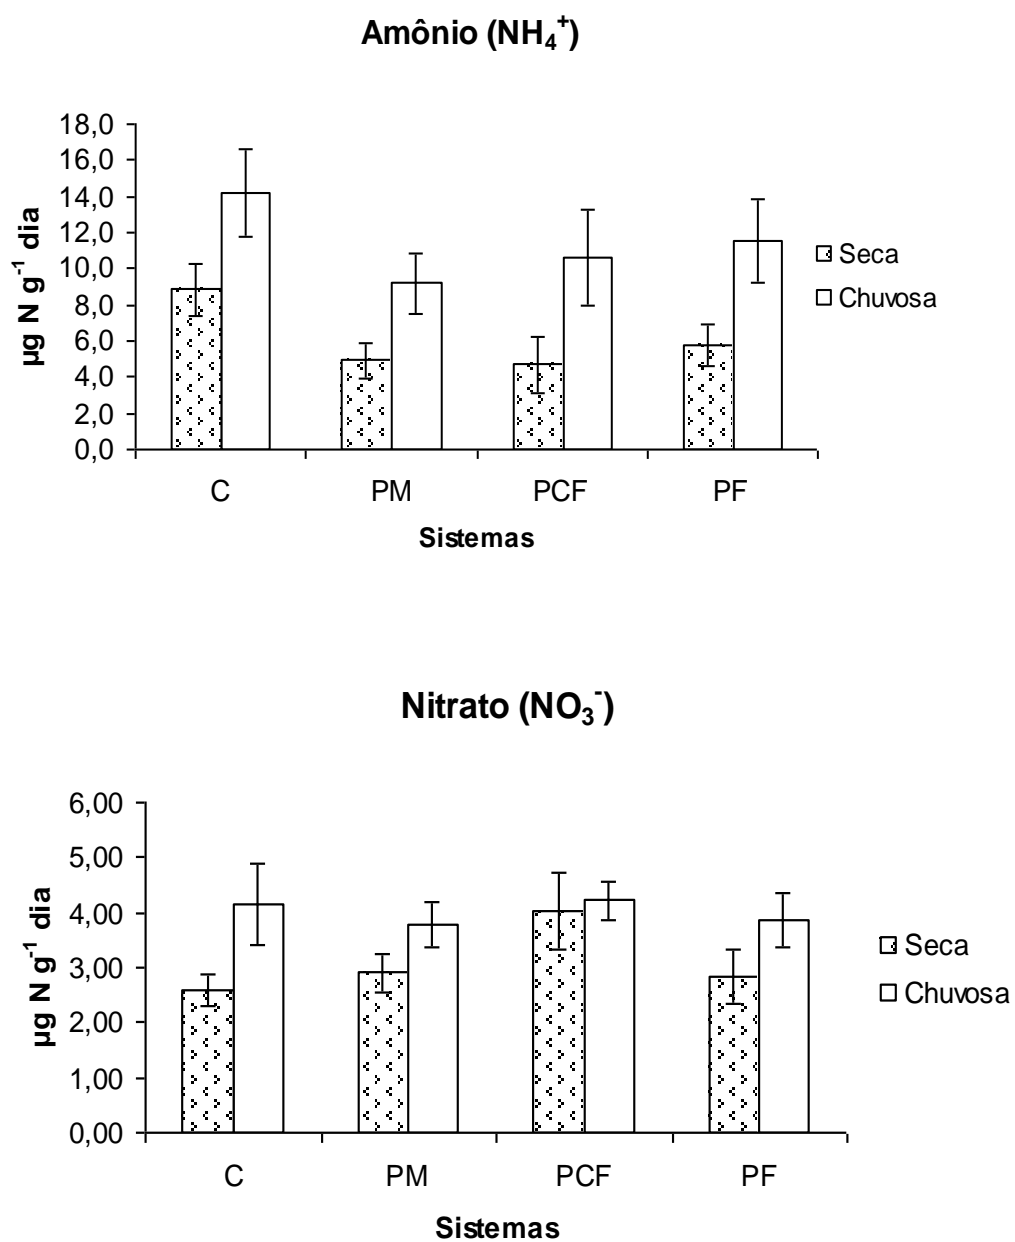 Amônio (NH₄⁺)
18,0
16,0
14,0
12,0
10,0
8,0
6,0
4,0
2,0
0,0
µg N g⁻¹ dia
Seca
Chuvosa
C PM PCF PF
Sistemas
Nitrato (NO₃⁻)
6,00
5,00
4,00
3,00
2,00
1,00
0,00
µg N g⁻¹ dia
Seca
Chuvosa
C PM PCF PF
Sistemas